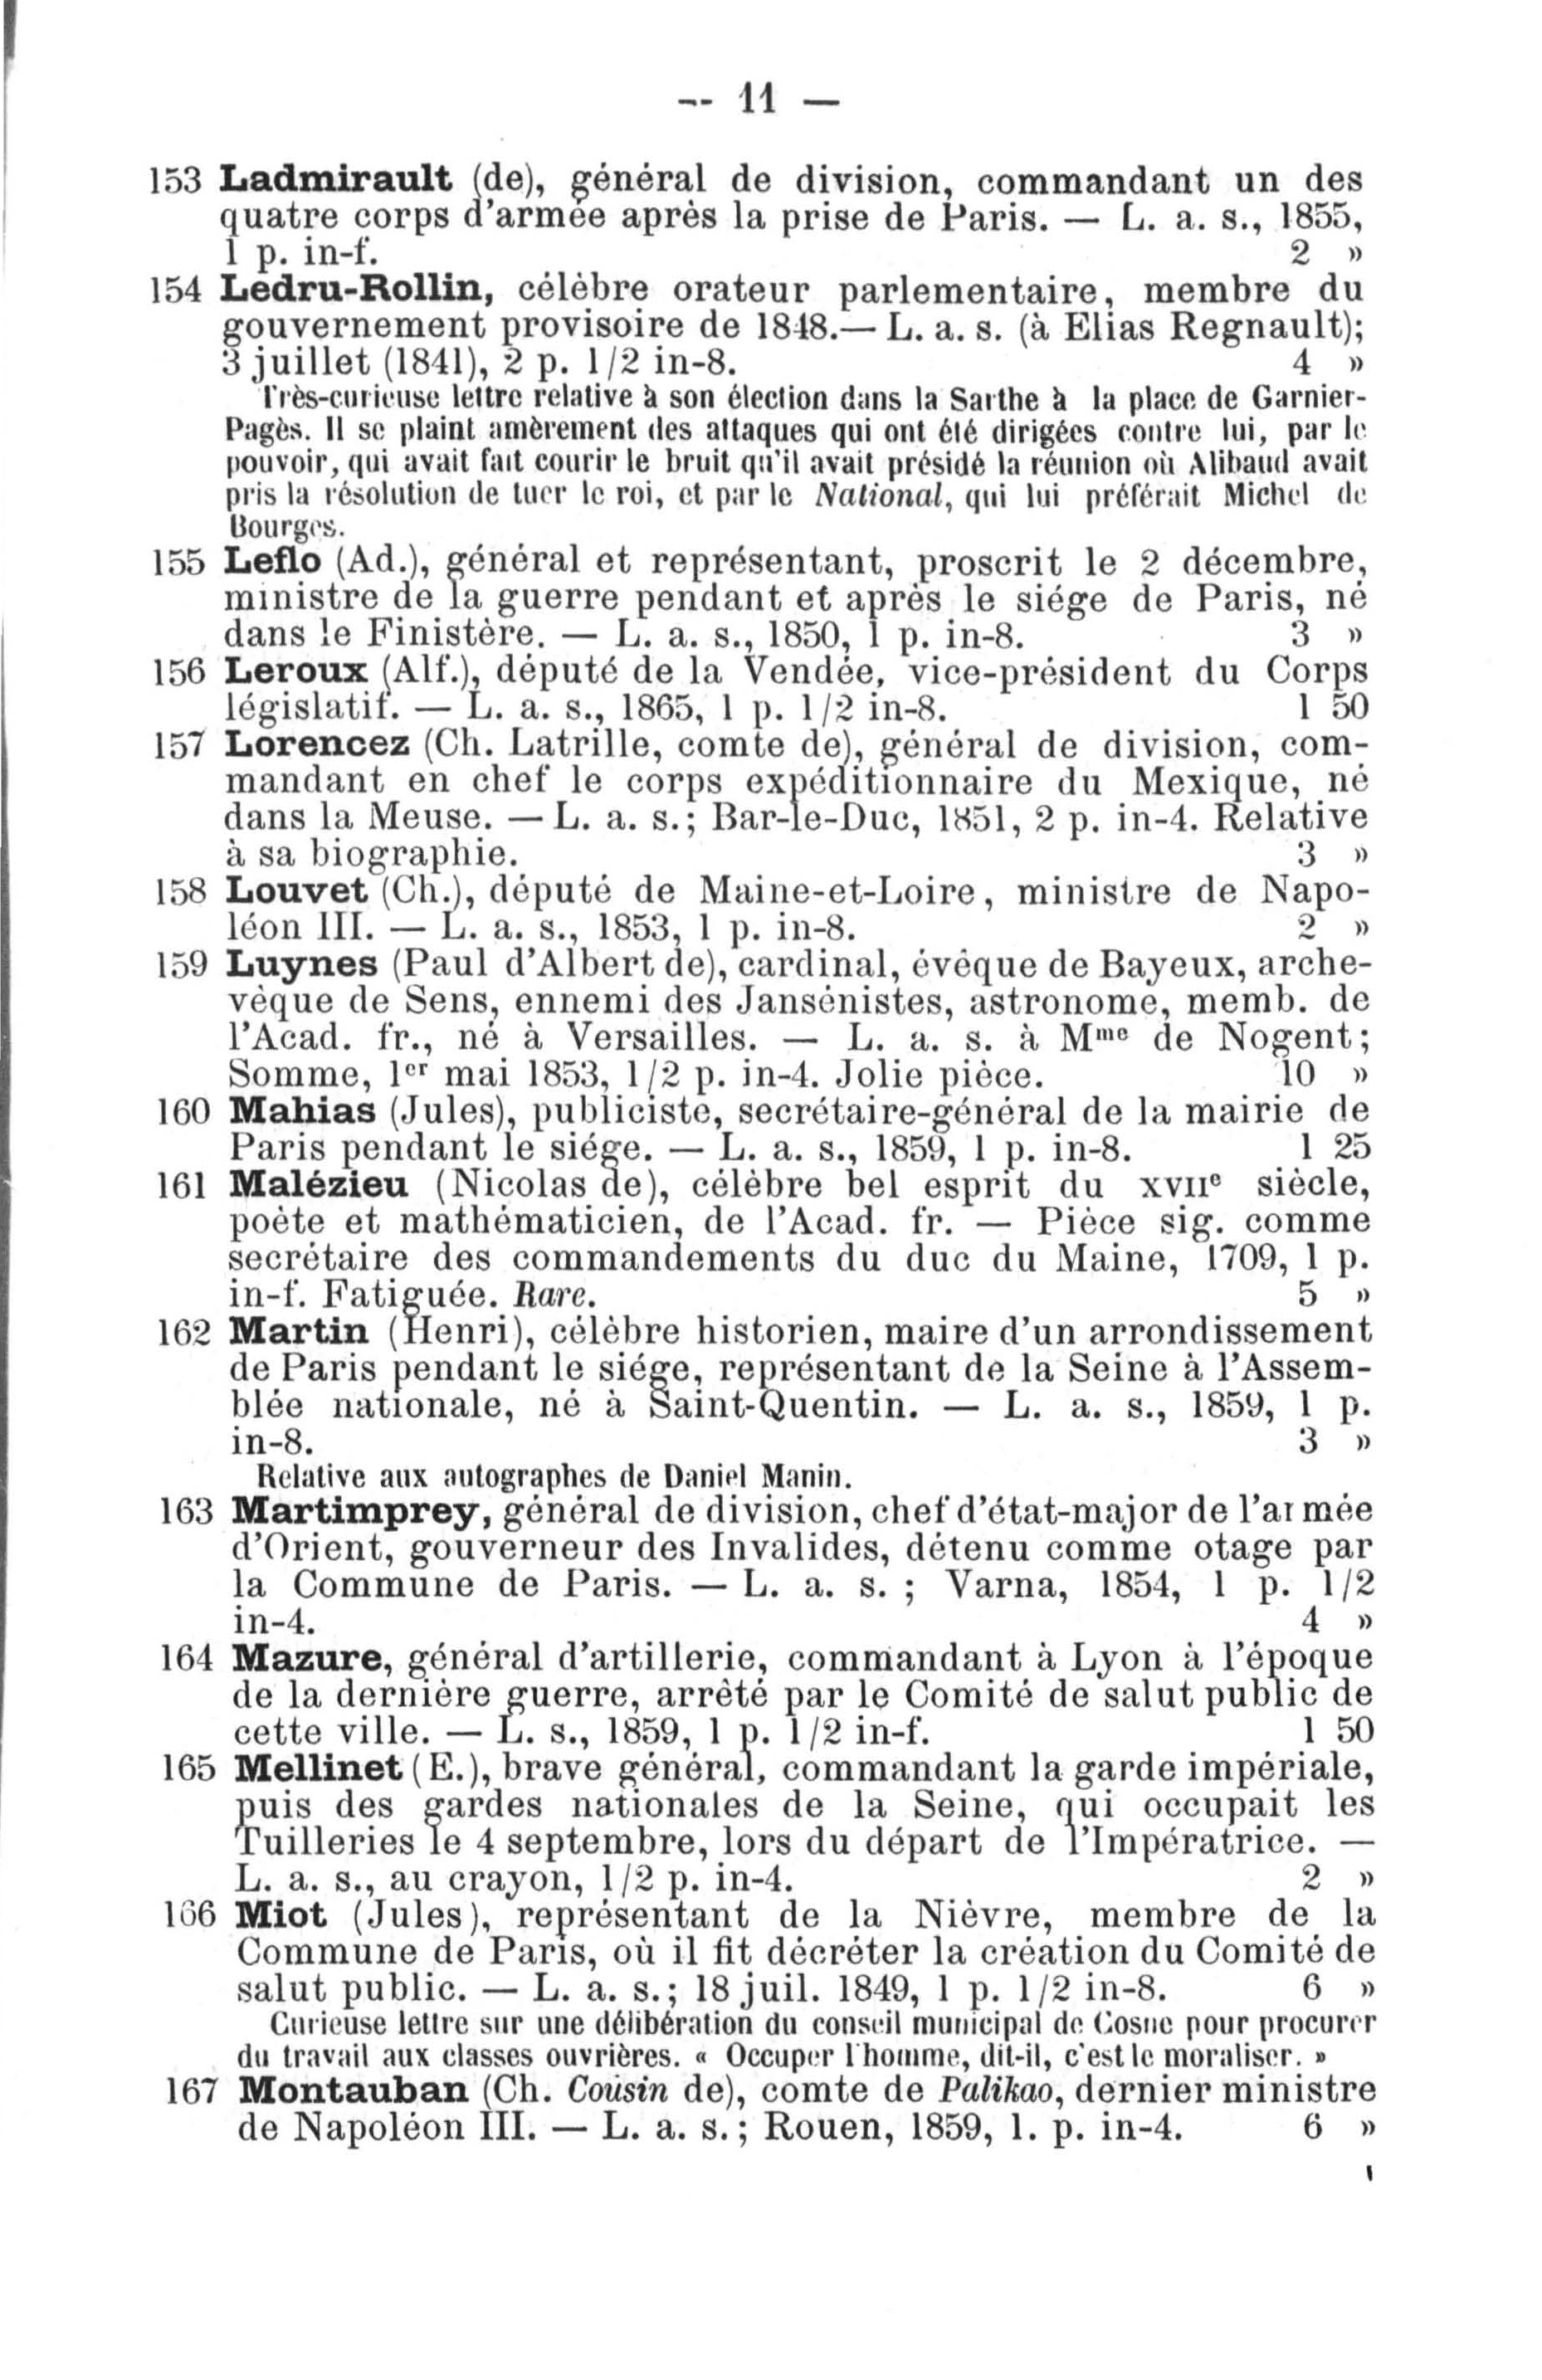 — 11 —
153 Ladmirault (de), général de division, commandant un des
quatre corps d'armée après la prise de Paris. — L. a. s., 1855,
1 p. in-f. 2 »
154 Ledru-Rollin, célèbre orateur parlementaire, membre du
gouvernement provisoire de 1848.— L. a. s. (à Elias Regnault);
3 juillet (1841), 2 p. 1/2 in-8. 4 »
Très-curieuse lettre relative à son élection dans la Sarthe à la place de Garnier-
Pagès. Il se plaint amèrement des attaques qui ont été dirigées contre lui, par le
pouvoir, qui avait fait courir le bruit qu'il avait présidé la réunion où Alibaud avait
pris la résolution de tuer le roi, et par le National, qui lui préférait Michel de
Bourges.
155 Leflo (Ad.), général et représentant, proscrit le 2 décembre,
ministre de la guerre pendant et après le siége de Paris, né
dans le Finistère. — L. a. s., 1850, 1 p. in-8. 3 »
156 Leroux (Alf.), député de la Vendée, vice-président du Corps
législatif. — L. a. s., 1865, 1 p. 1/2 in-8. 1 50
157 Lorencez (Ch. Latrille, comte de), général de division, com-
mandant en chef le corps expéditionnaire du Mexique, né
dans la Meuse. — L. a. s.; Bar-le-Duc, 1851, 2 p. in-4. Relative
à sa biographie. 3 »
158 Louvet (Ch.), député de Maine-et-Loire, ministre de Napo-
léon III. — L. a. s., 1853, 1 p. in-8. 2 »
159 Luynes (Paul d'Albert de), cardinal, évêque de Bayeux, arche-
vêque de Sens, ennemi des Jansénistes, astronome, memb. de
l'Acad. fr., né à Versailles. — L. a. s. à Mme de Nogent;
Somme, 1er mai 1853, 1/2 p. in-4. Jolie pièce. 10 »
160 Mahias (Jules), publiciste, secrétaire-général de la mairie de
Paris pendant le siége. — L. a. s., 1859, 1 p. in-8. 1 25
161 Malézieu (Nicolas de), célèbre bel esprit du XVIIe siècle,
poète et mathématicien, de l'Acad. fr. — Pièce sig. comme
secrétaire des commandements du duc du Maine, 1709, 1 p.
in-f. Fatiguée. Rare. 5 »
162 Martin (Henri), célèbre historien, maire d'un arrondissement
de Paris pendant le siége, représentant de la Seine à l'Assem-
blée nationale, né à Saint-Quentin. — L. a. s., 1859, 1 p.
in-8. 3 »
Relative aux autographes de Daniel Manin.
163 Martimprey, général de division, chef d'état-major de l'armée
d'Orient, gouverneur des Invalides, détenu comme otage par
la Commune de Paris. — L. a. s. ; Varna, 1854, 1 p. 1/2
in-4. 4 »
164 Mazure, général d'artillerie, commandant à Lyon à l'époque
de la dernière guerre, arrêté par le Comité de salut public de
cette ville. — L. s., 1859, 1 p. 1/2 in-f. 1 50
165 Mellinet (E.), brave général, commandant la garde impériale,
puis des gardes nationales de la Seine, qui occupait les
Tuilleries le 4 septembre, lors du départ de l'Impératrice. —
L. a. s., au crayon, 1/2 p. in-4. 2 »
166 Miot (Jules), représentant de la Nièvre, membre de la
Commune de Paris, où il fit décréter la création du Comité de
salut public. — L. a. s.; 18 juil. 1849, 1 p. 1/2 in-8. 6 »
Curieuse lettre sur une délibération du conseil municipal de Cosne pour procurer
du travail aux classes ouvrières. « Occuper l'homme, dit-il, c'est le moraliser. »
167 Montauban (Ch. Cousin de), comte de Palikao, dernier ministre
de Napoléon III. — L. a. s.; Rouen, 1859, 1. p. in-4. 6 »